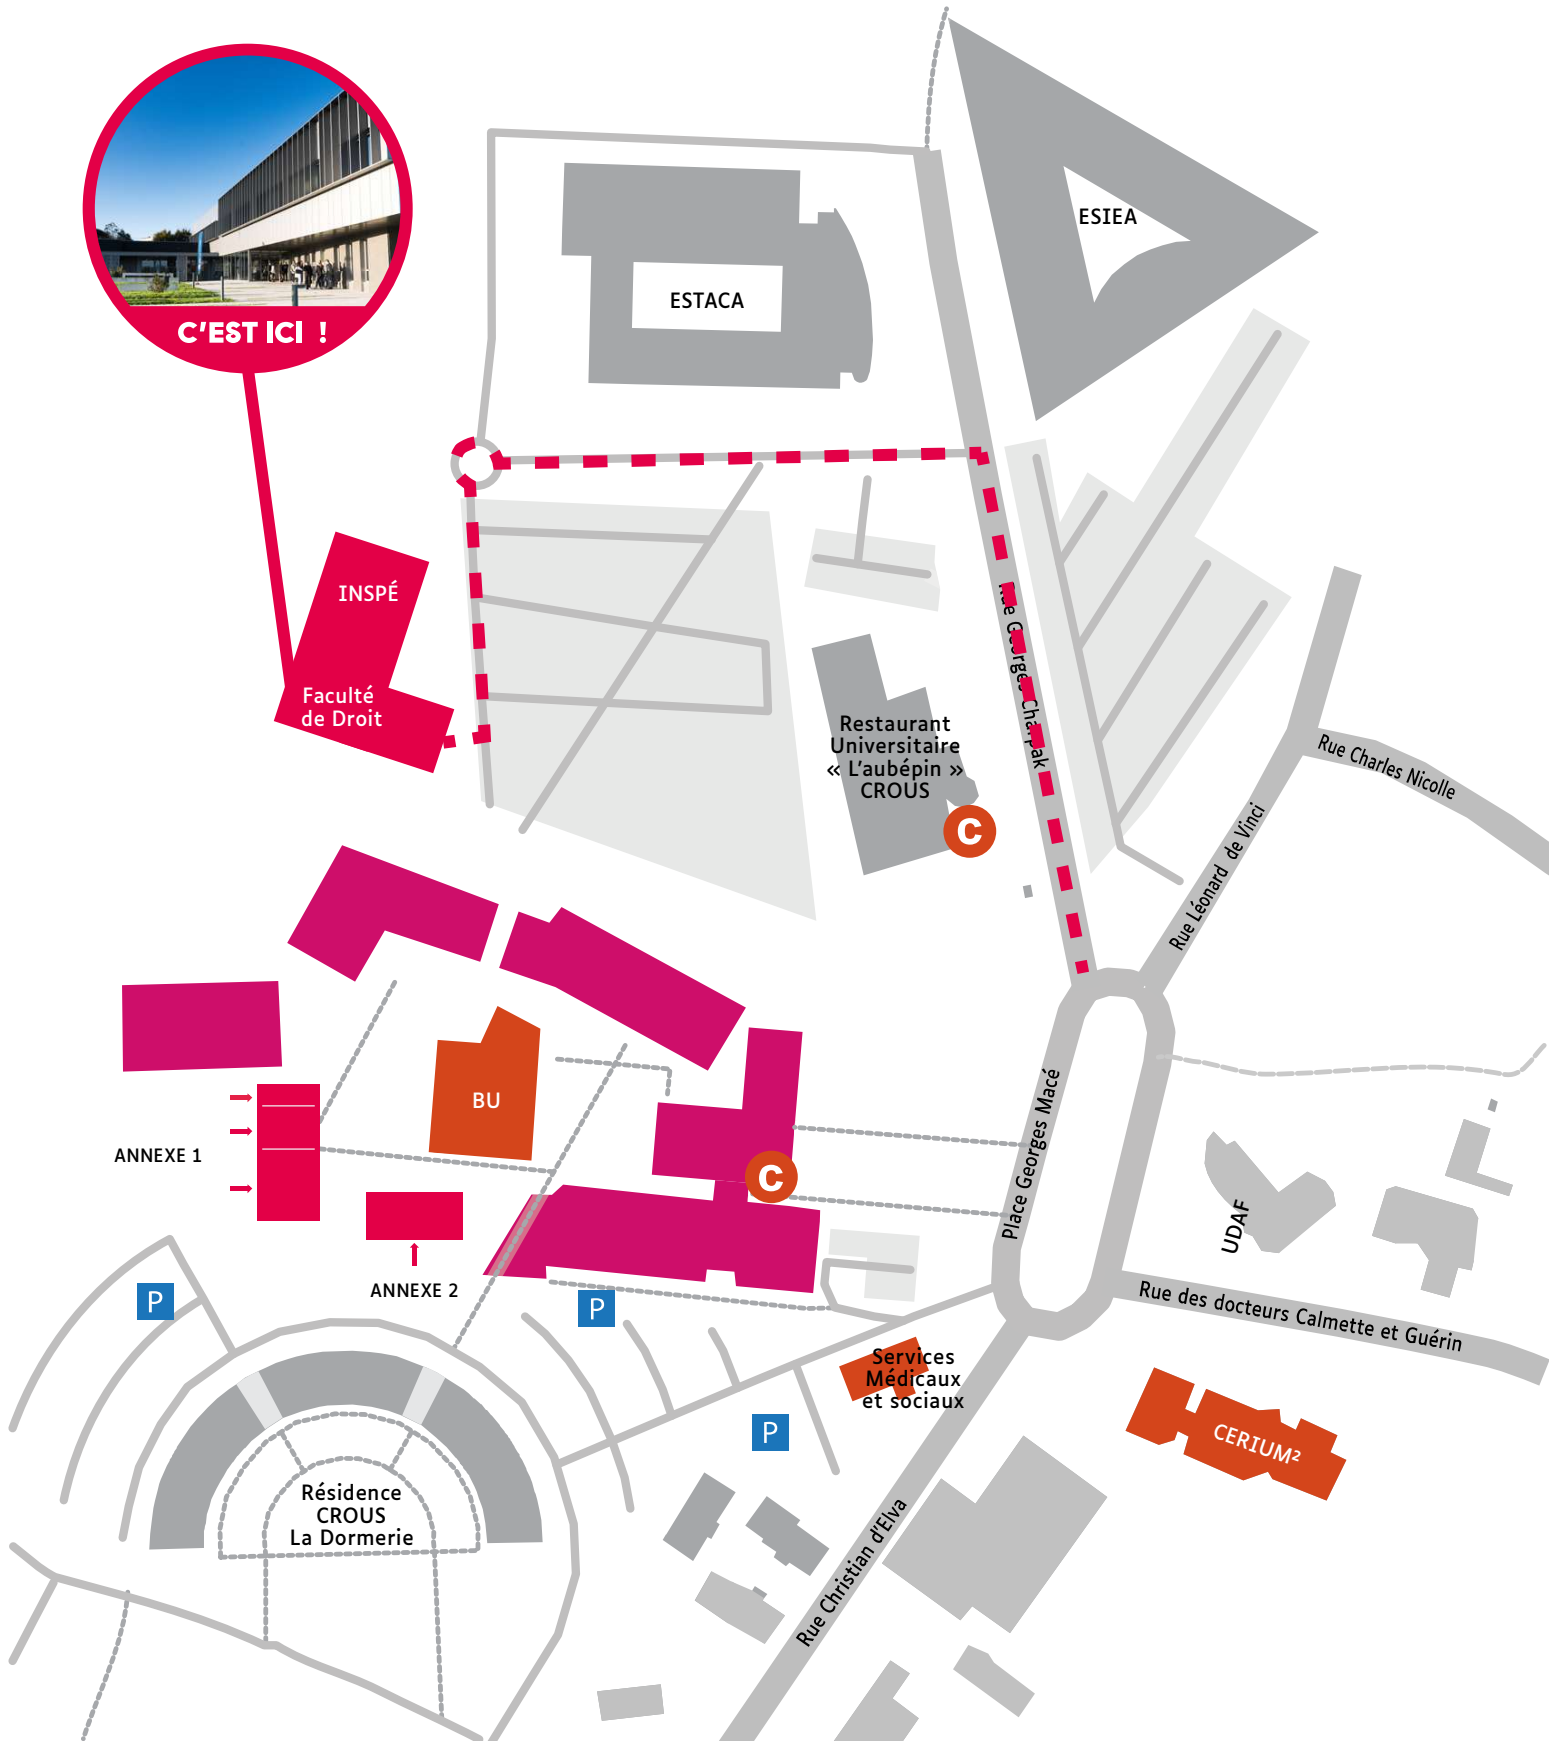 ESIEA
ESTACA
C'EST ICI !
INSPÉ
Faculté
de Droit
Rue Georges Charpak
Restaurant
Universitaire
« L'aubépin »
CROUS
C
Rue Charles Nicolle
Rue Léonard de Vinci
BU
ANNEXE 1
C
Place Georges Macé
UDAF
ANNEXE 2
P
P
Rue des docteurs Calmette et Guérin
Services
Médicaux
et sociaux
P
CERIUM²
Résidence
CROUS
La Dormerie
Rue Christian d'Elva